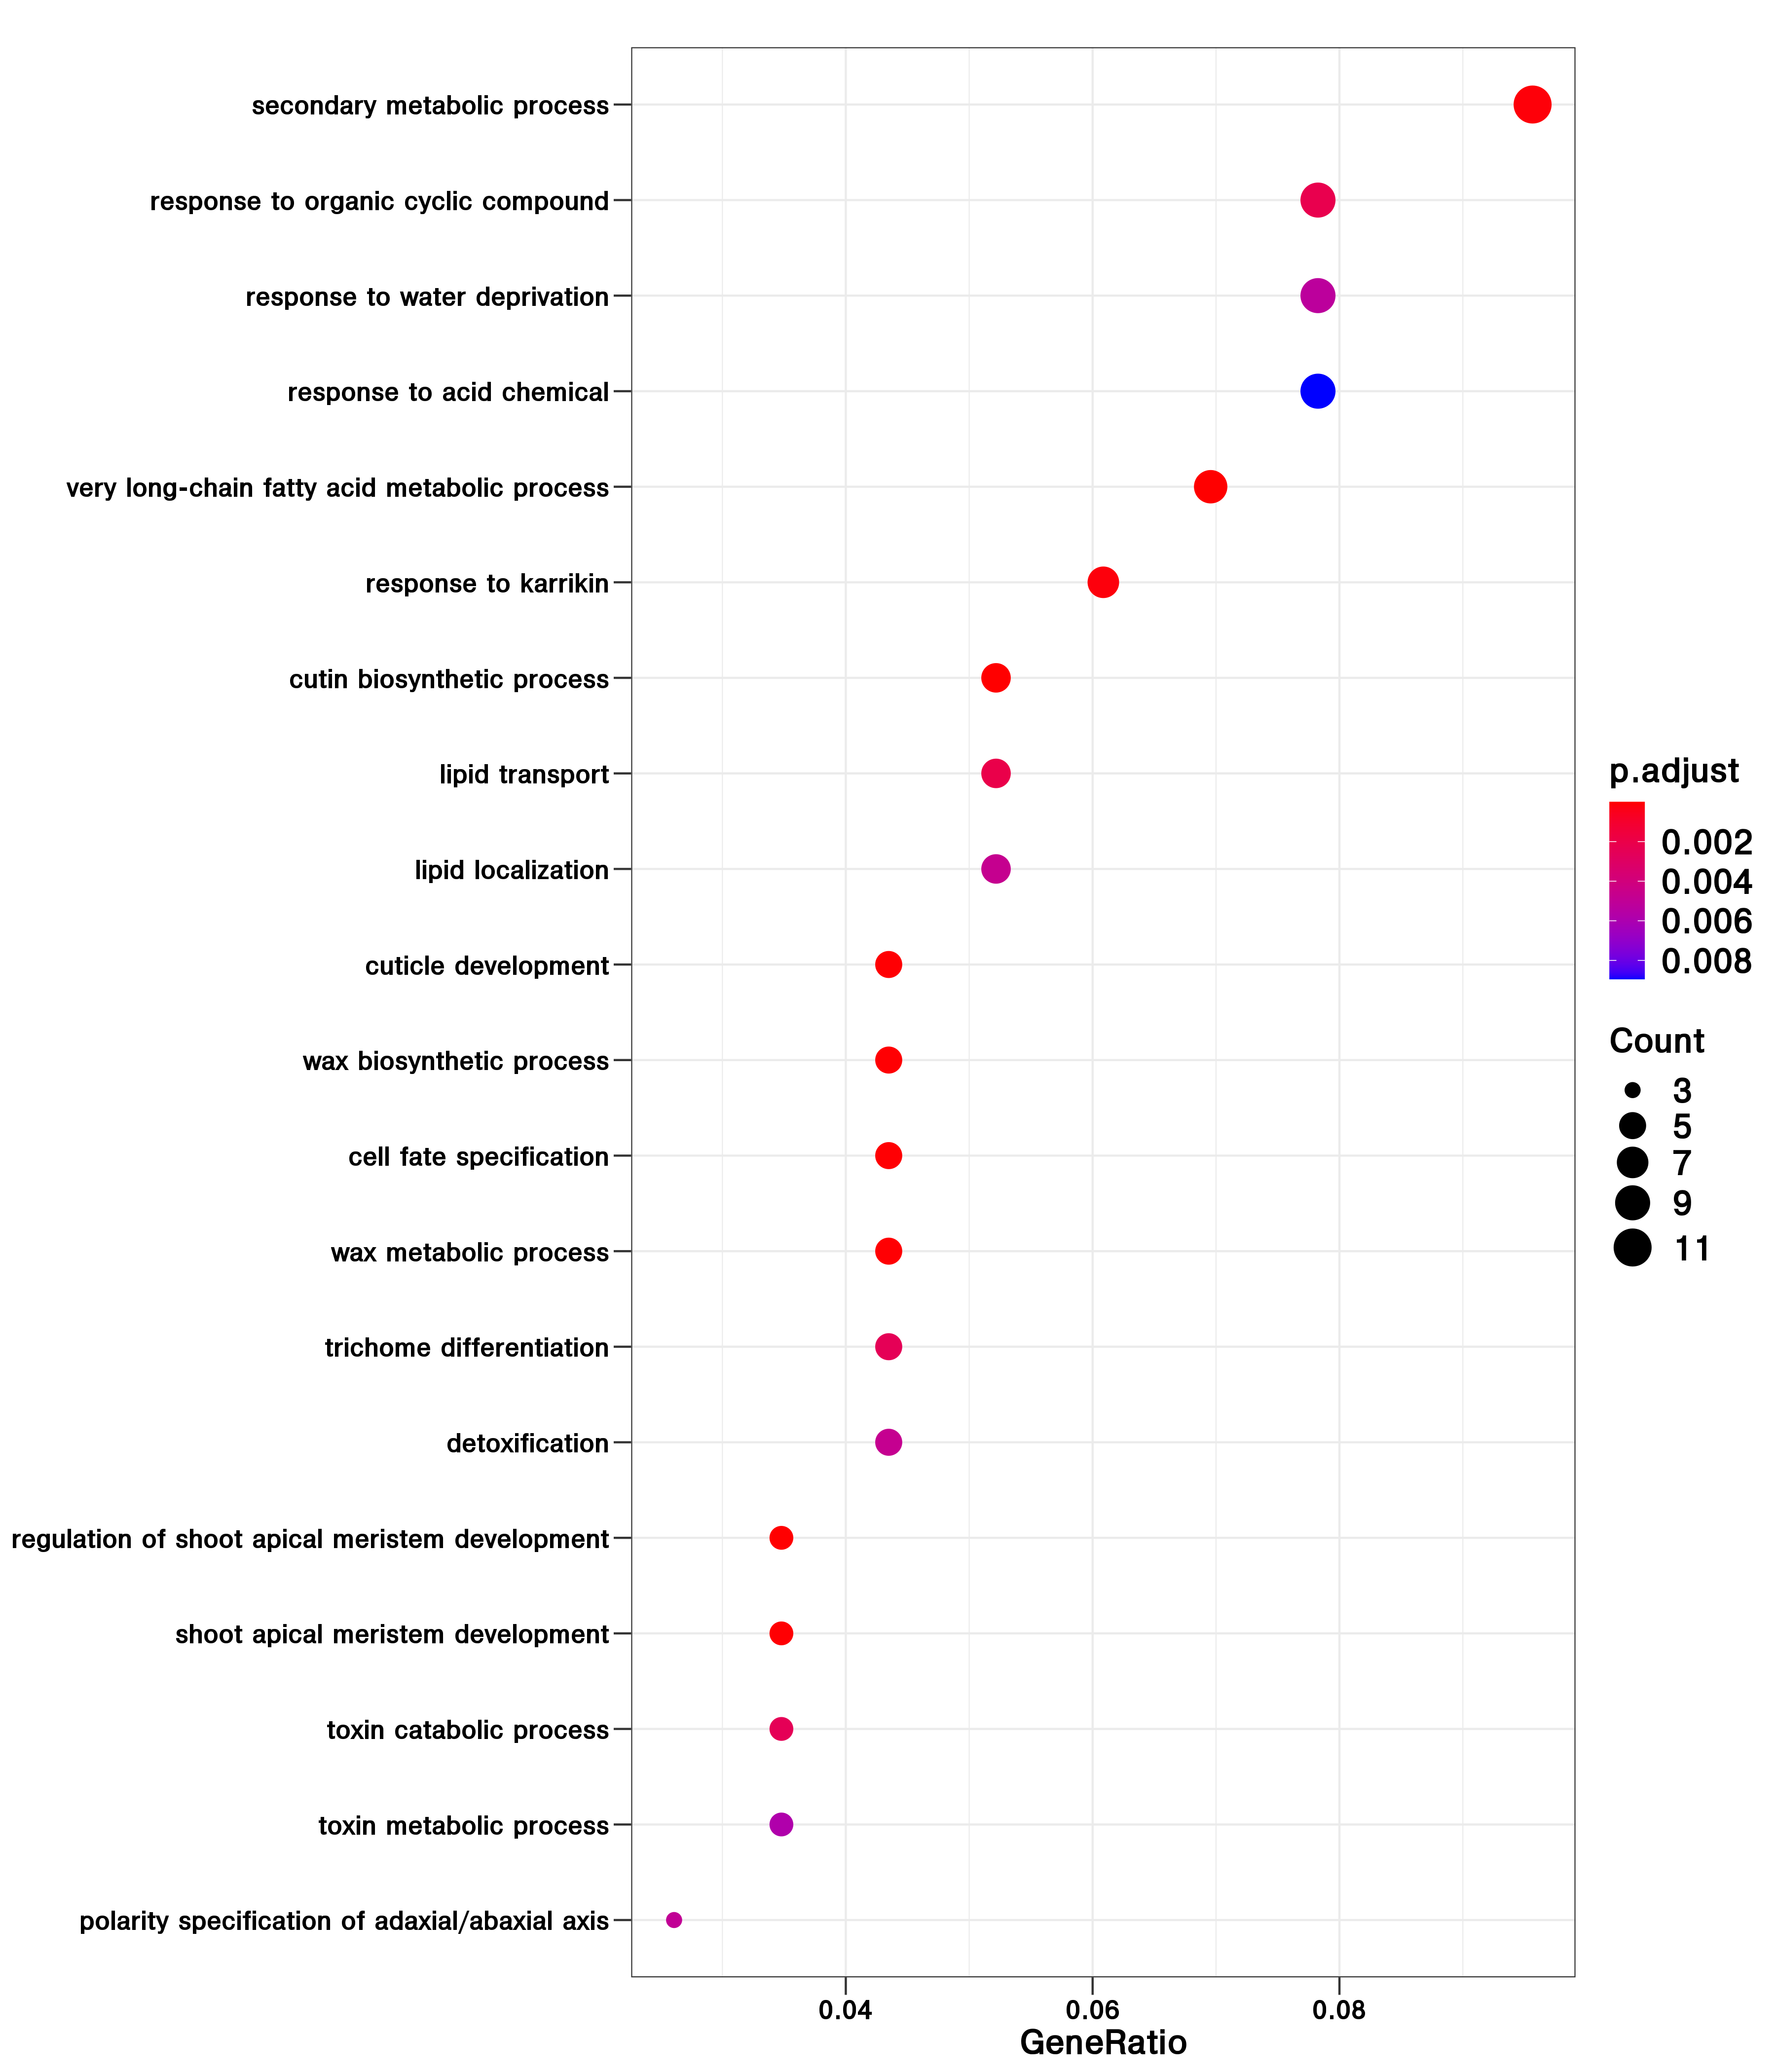 secondary metabolic process
response to organic cyclic compound
response to water deprivation
response to acid chemical
very long-chain fatty acid metabolic process
response to karrikin
cutin biosynthetic process
lipid transport
lipid localization
cuticle development
wax biosynthetic process
cell fate specification
wax metabolic process
trichome differentiation
detoxification
regulation of shoot apical meristem development
shoot apical meristem development
toxin catabolic process
toxin metabolic process
polarity specification of adaxial/abaxial axis
0.04 0.06 0.08
GeneRatio
p.adjust
0.002
0.004
0.006
0.008
Count
3
5
7
9
11